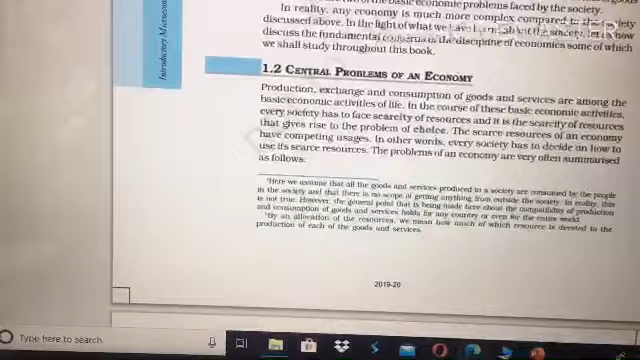 of the basic economic problems faced by the society.
In reality, any economy is much more complex compared to the
discussed above. In the light of what we have learnt about the society, let
discuss the fundamental concerns of the discipline of economics some of which
we shall study throughout this book.
Introductory Microecon
1.2 CENTRAL PROBLEMS OF AN ECONOMY
Production, exchange and consumption of goods and services are among the
basic economic activities of life. In the course of these basic economic activities,
every society has to face scarcity of resources and it is the scarcity of resources
that gives rise to the problem of choice. The scarce resources of an economy
have competing usages. In other words, every society has to decide on how to
use its scarce resources. The problems of an economy are very often summarised
as follows:
Here we assume that all the goods and services produced in a society are consumed by the people
in the society and that there is no scope of getting anything from outside the society. In reality, this
is not true. However, the general point that is being made here about the compatibility of production
and consumption of goods and services holds for any country or even for the entire world.
By an allocation of the resources, we mean how much of which resource is devoted to the
production of each of the goods and services.
2019-20
Type here to search